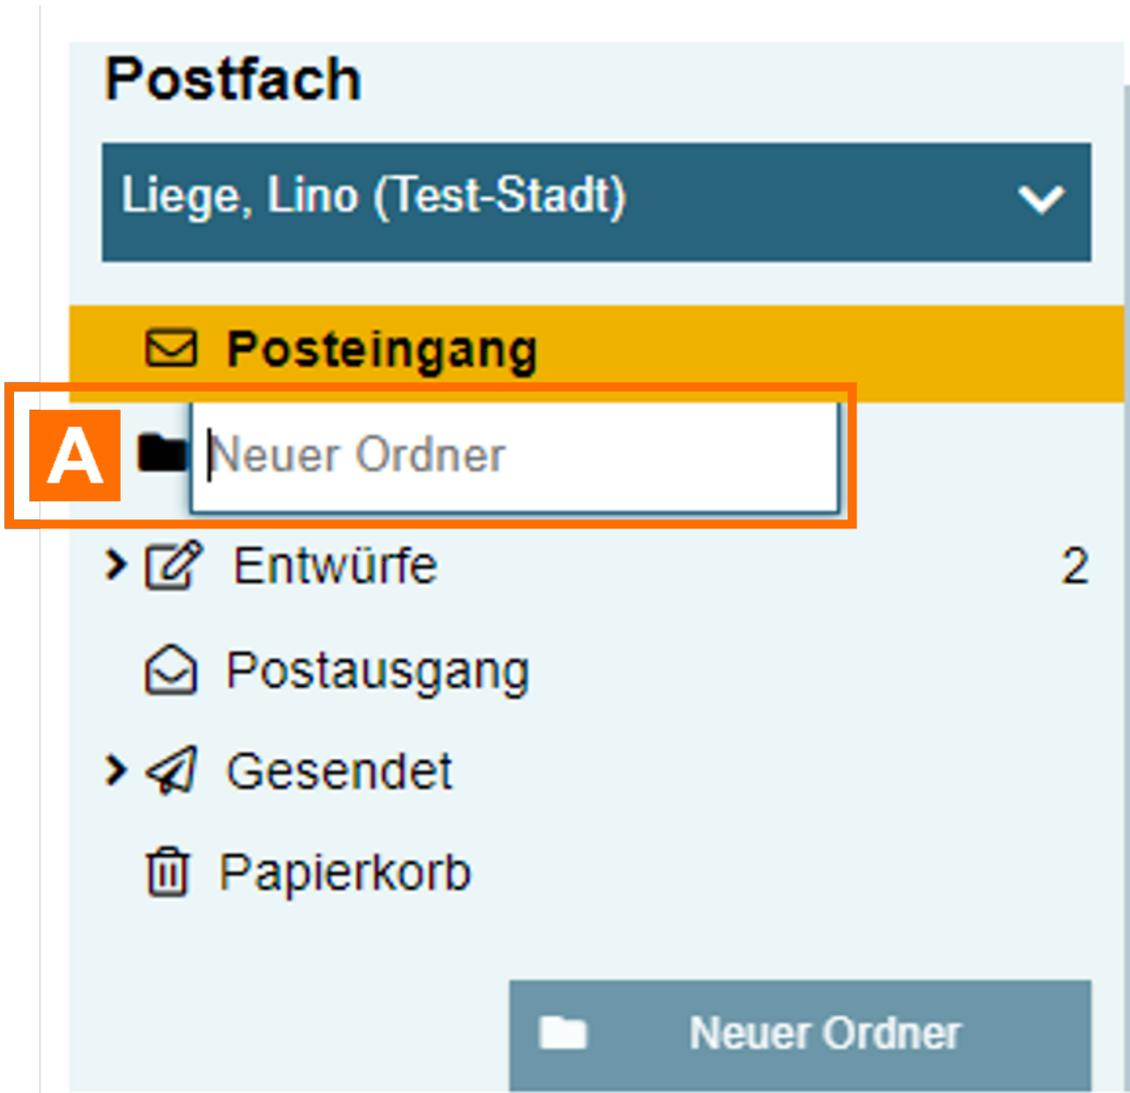 Postfach
Liege, Lino (Test-Stadt)
Posteingang
A Neuer Ordner
Entwürfe 2
Postausgang
Gesendet
Papierkorb
Neuer Ordner